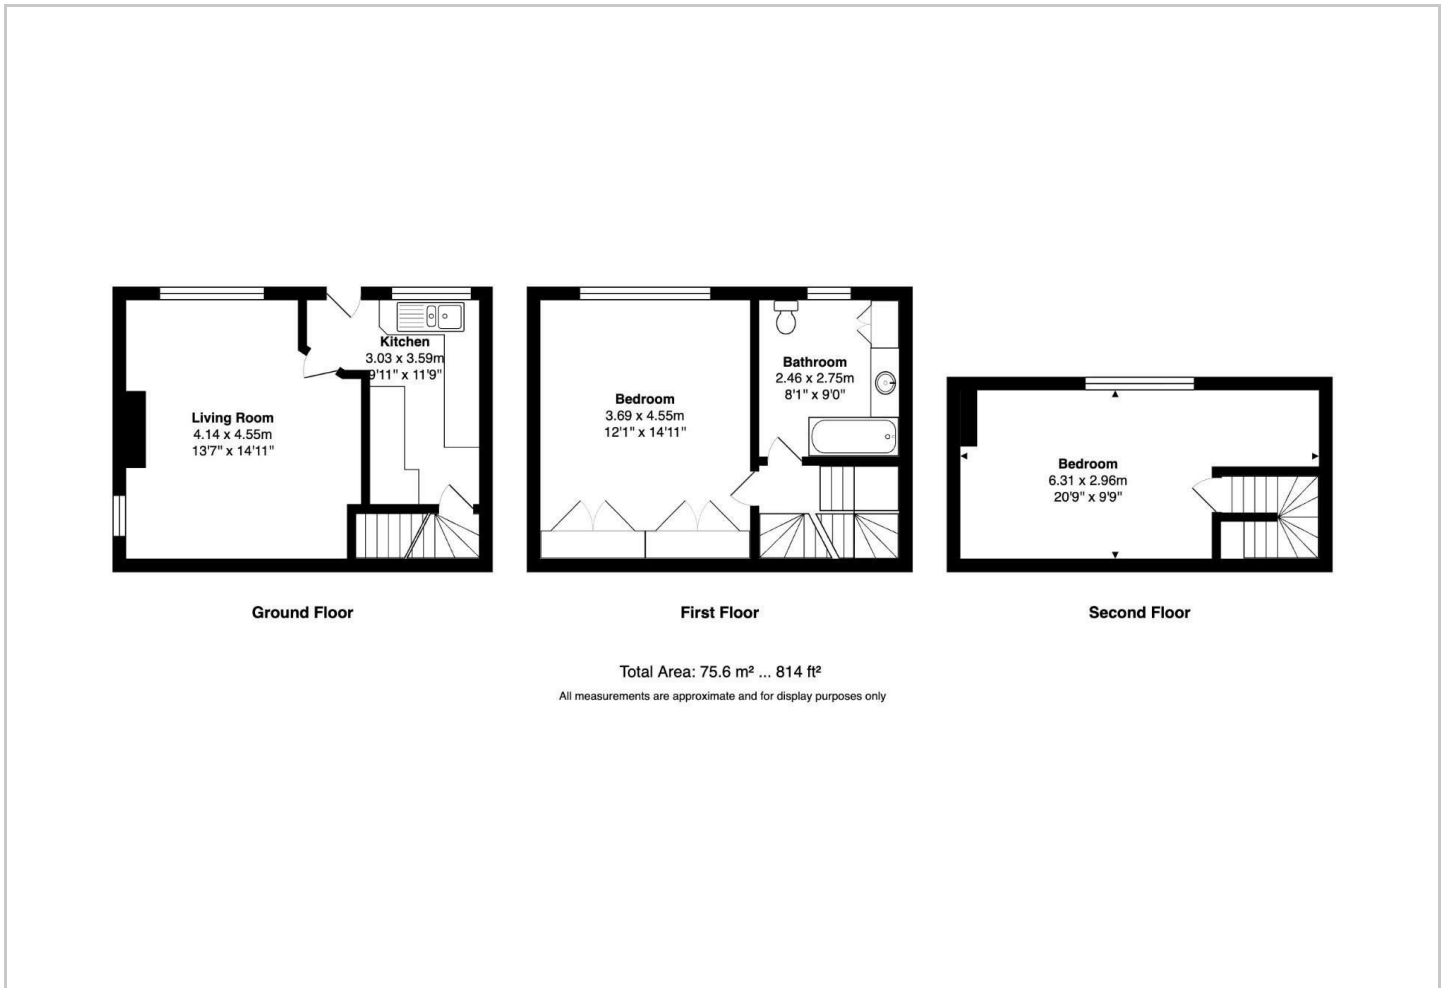 Kitchen
3.03 x 3.59m
9'11" x 11'9"
Living Room
4.14 x 4.55m
13'7" x 14'11"
Ground Floor
Bedroom
3.69 x 4.55m
12'1" x 14'11"
Bathroom
2.46 x 2.75m
8'1" x 9'0"
First Floor
Bedroom
6.31 x 2.96m
20'9" x 9'9"
Second Floor
Total Area: 75.6 m² ... 814 ft²
All measurements are approximate and for display purposes only